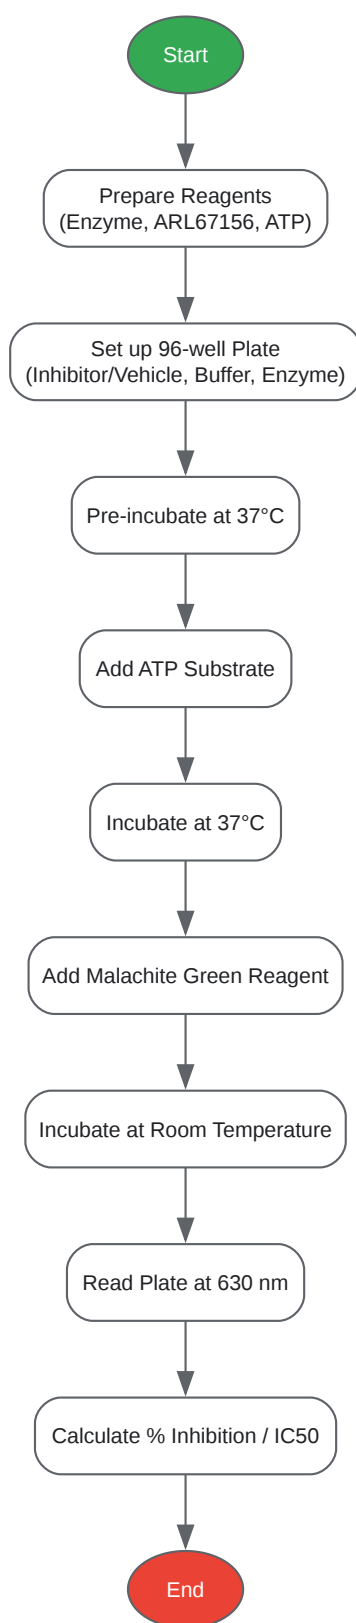 Start
Prepare Reagents
(Enzyme, ARL67156, ATP)
Set up 96-well Plate
(Inhibitor/Vehicle, Buffer, Enzyme)
Pre-incubate at 37°C
Add ATP Substrate
Incubate at 37°C
Add Malachite Green Reagent
Incubate at Room Temperature
Read Plate at 630 nm
Calculate % Inhibition / IC50
End